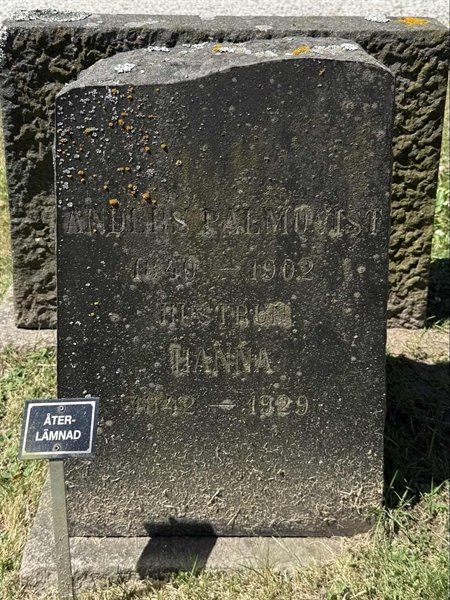 ANDERS PALMQVIST
1840 — 1902
HUSTRUN
HANNA
1842 — 1929
ÅTER-
LÄMNAD